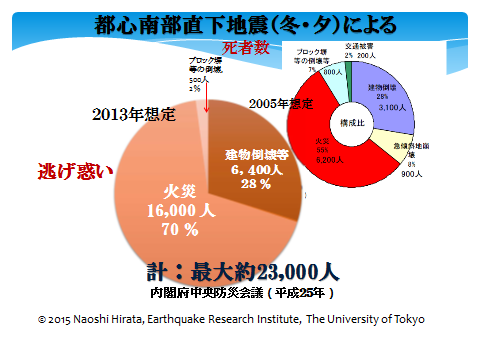 都心南部直下地震（冬・夕）による
死者数
ブロック塀
等の倒壊,
500人
2%
2013年想定
逃げ惑い
建物倒壊等
6,400人
28%
火災
16,000人
70%
2005年想定
交通被害
2% 200人
ブロック塀
等の倒壊等
7% 800人
建物倒壊
28%
3,100人
構成比
火災
55%
6,200人
急傾斜地崩
壊
8%
900人
計：最大約23,000人
内閣府中央防災会議（平成25年）
© 2015 Naoshi Hirata, Earthquake Research Institute, The University of Tokyo